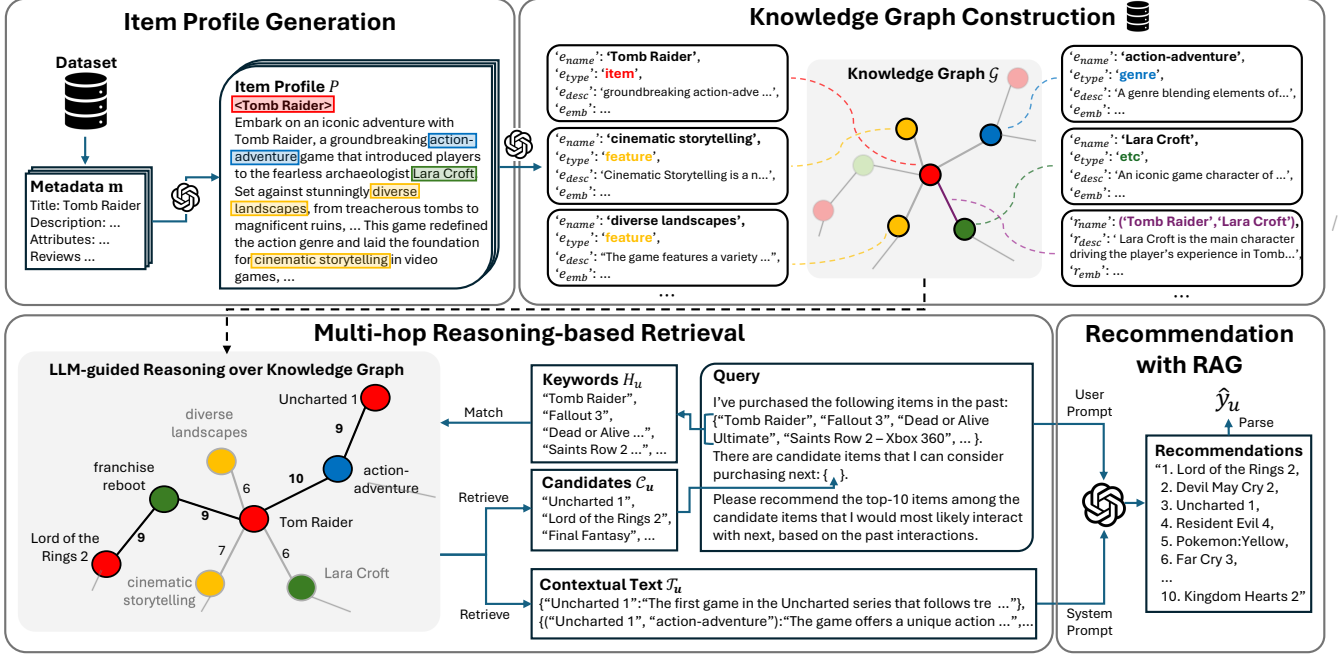 Item Profile Generation
Dataset
Metadata m
Title: Tomb Raider
Description: ...
Attributes: ...
Reviews ...
Item Profile P
<Tomb Raider>
Embark on an iconic adventure with
Tomb Raider, a groundbreaking action-
adventure game that introduced players
to the fearless archaeologist Lara Croft.
Set against stunningly diverse
landscapes, from treacherous tombs to
magnificent ruins, ... This game redefined
the action genre and laid the foundation
for cinematic storytelling in video
games, ...
Knowledge Graph Construction
'e_name': 'Tomb Raider',
'e_type': 'item',
'e_desc': 'groundbreaking action-adve ...',
'e_emb': ...
'e_name': 'cinematic storytelling',
'e_type': 'feature',
'e_desc': 'Cinematic Storytelling is a n...',
'e_emb': ...
'e_name': 'diverse landscapes',
'e_type': 'feature',
'e_desc': "The game features a variety ...",
'e_emb': ...
...
Knowledge Graph 𝒢
'e_name': 'action-adventure',
'e_type': 'genre',
'e_desc': 'A genre blending elements of...',
'e_emb': ...
'e_name': 'Lara Croft',
'e_type': 'etc',
'e_desc': 'An iconic game character of ...',
'e_emb': ...
'r_name': ('Tomb Raider','Lara Croft'),
'r_desc': ' Lara Croft is the main character
driving the player's experience in Tomb...',
'r_emb': ...
...
/
Multi-hop Reasoning-based Retrieval
LLM-guided Reasoning over Knowledge Graph
Uncharted 1
diverse
landscapes
9
franchise
reboot
action-
adventure
10
6
9
Tom Raider
9
7
6
Lord of the
Rings 2
cinematic
storytelling
Lara Croft
Match
Retrieve
Retrieve
Keywords H_u
"Tomb Raider",
"Fallout 3",
"Dead or Alive ...",
"Saints Row 2 ...", ...
Candidates 𝒞_u
"Uncharted 1",
"Lord of the Rings 2",
"Final Fantasy", ...
Query
I've purchased the following items in the past:
{"Tomb Raider", "Fallout 3", "Dead or Alive
Ultimate", "Saints Row 2 – Xbox 360", ... }.
There are candidate items that I can consider
purchasing next: { , }.
Please recommend the top-10 items among the
candidate items that I would most likely interact
with next, based on the past interactions.
Contextual Text 𝒯_u
{"Uncharted 1":"The first game in the Uncharted series that follows tre ..."},
{("Uncharted 1", "action-adventure"):"The game offers a unique action ...",...
Recommendation
with RAG
User
Prompt
ŷ_u
Parse
Recommendations
"1. Lord of the Rings 2,
2. Devil May Cry 2,
3. Uncharted 1,
4. Resident Evil 4,
5. Pokemon:Yellow,
6. Far Cry 3,
...
10. Kingdom Hearts 2"
System
Prompt